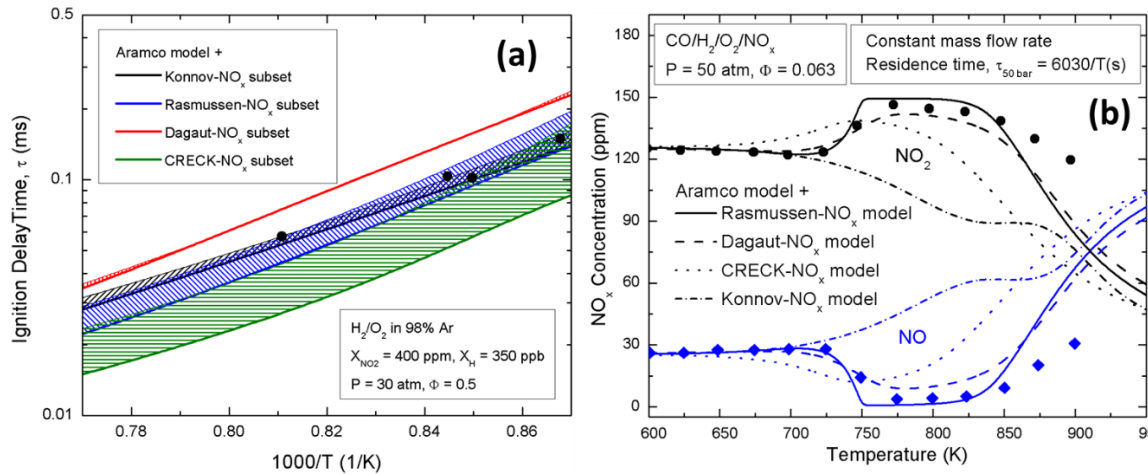 (a)
Aramco model +
Konnov-NOₓ subset
Rasmussen-NOₓ subset
Dagaut-NOₓ subset
CRECK-NOₓ subset
H₂/O₂ in 98% Ar
X_NO2 = 400 ppm, X_H = 350 ppb
P = 30 atm, Φ = 0.5
Ignition DelayTime, τ (ms)
0.5
0.1
0.01
0.78
0.80
0.82
0.84
0.86
1000/T (1/K)
(b)
CO/H₂/O₂/NOₓ
P = 50 atm, Φ = 0.063
Constant mass flow rate
Residence time, τ₅₀ bar = 6030/T(s)
NO₂
Aramco model +
Rasmussen-NOₓ model
Dagaut-NOₓ model
CRECK-NOₓ model
Konnov-NOₓ model
NO
NOₓ Concentration (ppm)
180
150
120
90
60
30
0
600
650
700
750
800
850
900
Temperature (K)